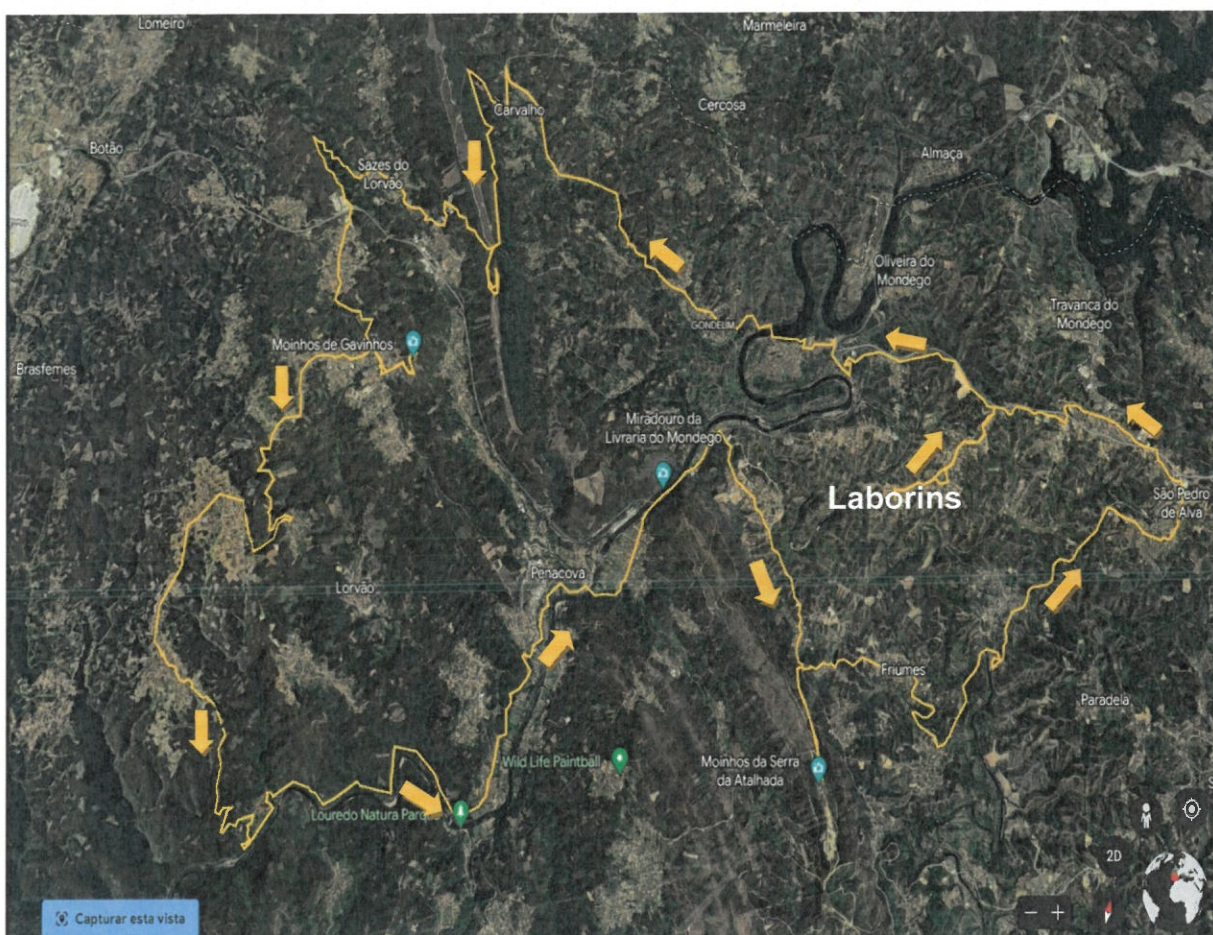 Lomeiro
Marmeleira
Carvalho
Cercosa
Botão
Almaça
Sazes do
Lorvão
Oliveira do
Mondego
Travanca do
Mondego
GONDELIM
Moinhos de Gavinhos
Brasfemes
Miradouro da
Livraria do Mondego
Laborins
São Pedro
de Alva
Penacova
Lorvão
Friumes
Paradela
Wild Life Paintball
Moinhos da Serra
da Atalhada
Louredo Natura Parque
2D
Capturar esta vista